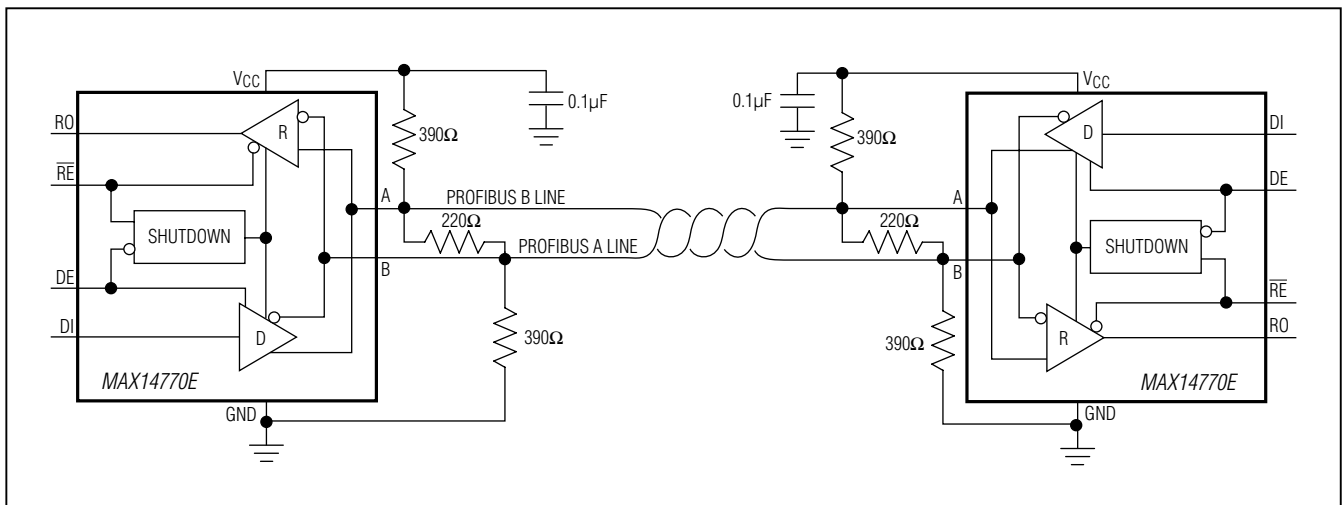 VCC
VCC
0.1µF
0.1µF
RO
R
390Ω
390Ω
D
DI
RE
A
PROFIBUS B LINE
A
DE
220Ω
220Ω
SHUTDOWN
PROFIBUS A LINE
SHUTDOWN
B
B
DE
RE
DI
D
390Ω
390Ω
R
RO
MAX14770E
MAX14770E
GND
GND